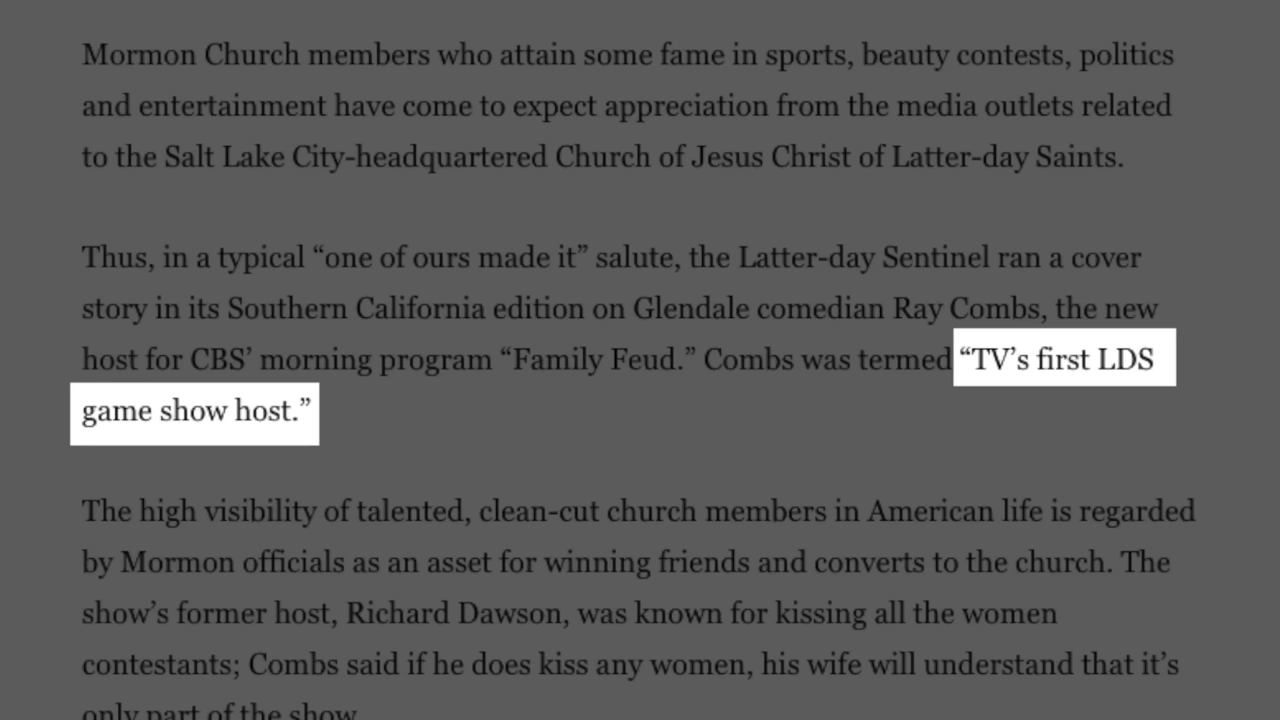 Mormon Church members who attain some fame in sports, beauty contests, politics
and entertainment have come to expect appreciation from the media outlets related
to the Salt Lake City-headquartered Church of Jesus Christ of Latter-day Saints.
Thus, in a typical “one of ours made it” salute, the Latter-day Sentinel ran a cover
story in its Southern California edition on Glendale comedian Ray Combs, the new
host for CBS’ morning program “Family Feud.” Combs was termed “TV’s first LDS
game show host.”
The high visibility of talented, clean-cut church members in American life is regarded
by Mormon officials as an asset for winning friends and converts to the church. The
show’s former host, Richard Dawson, was known for kissing all the women
contestants; Combs said if he does kiss any women, his wife will understand that it’s
only part of the show.